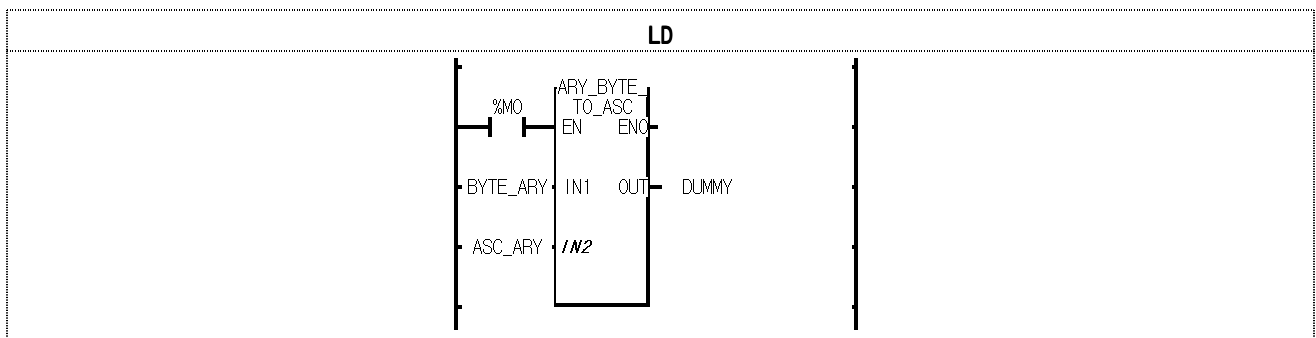 LD
ARY_BYTE_
%M0 TO_ASC
EN ENO
BYTE_ARY IN1 OUT DUMMY
ASC_ARY IN2